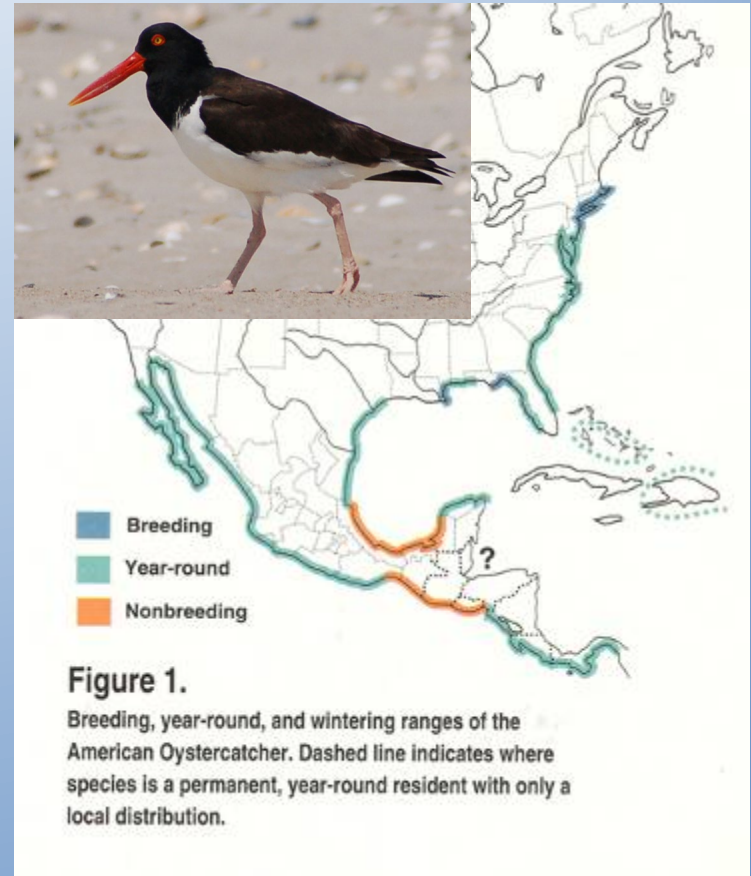 ?
Breeding
Year-round
Nonbreeding
Figure 1.
Breeding, year-round, and wintering ranges of the
American Oystercatcher. Dashed line indicates where
species is a permanent, year-round resident with only a
local distribution.